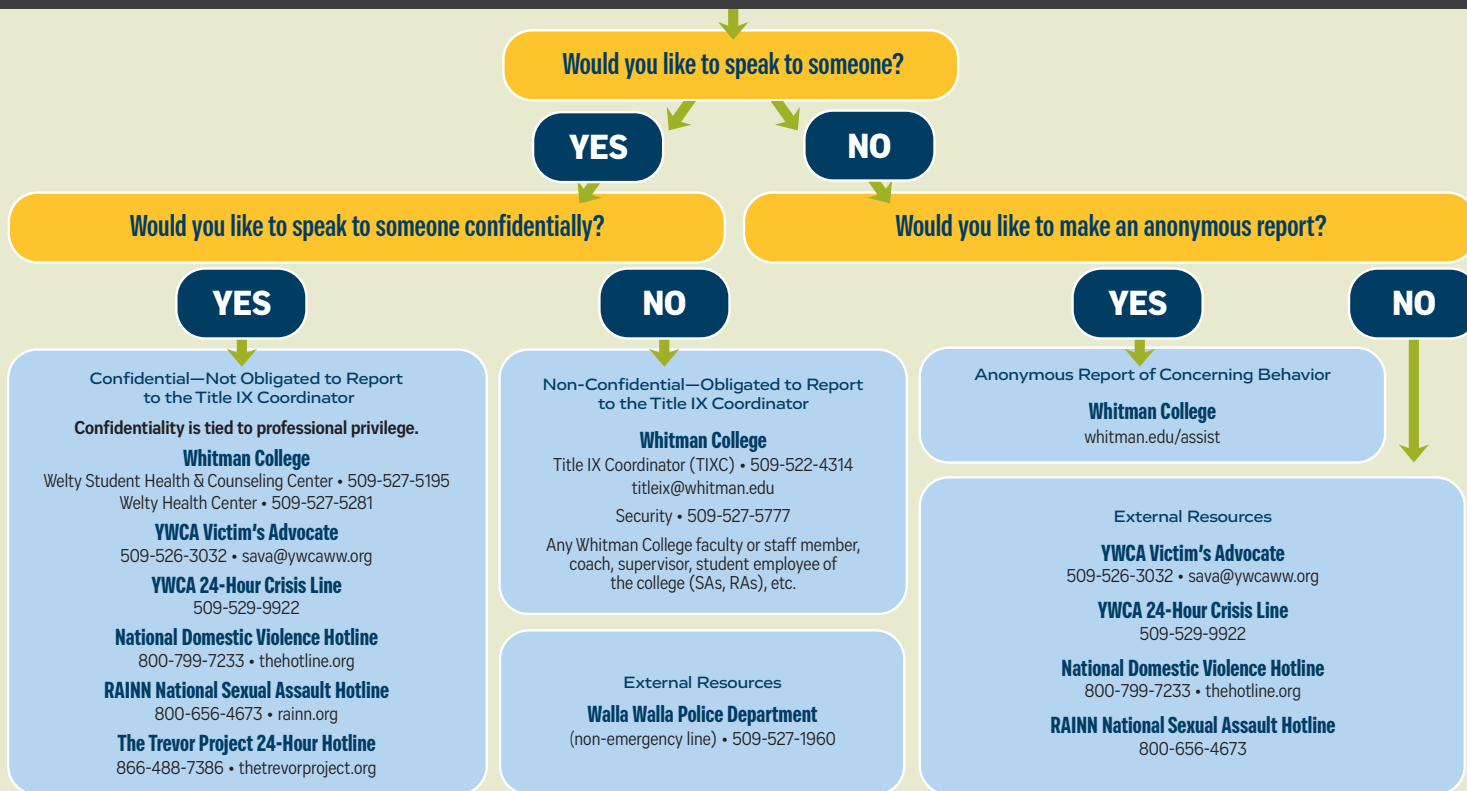 Would you like to speak to someone?
YES
NO
Would you like to speak to someone confidentially?
Would you like to make an anonymous report?
YES
NO
YES
NO
Confidential—Not Obligated to Report
to the Title IX Coordinator
Confidentiality is tied to professional privilege.
Whitman College
Welty Student Health & Counseling Center • 509-527-5195
Welty Health Center • 509-527-5281
YWCA Victim's Advocate
509-526-3032 • sava@ywcaww.org
YWCA 24-Hour Crisis Line
509-529-9922
National Domestic Violence Hotline
800-799-7233 • thehotline.org
RAINN National Sexual Assault Hotline
800-656-4673 • rainn.org
The Trevor Project 24-Hour Hotline
866-488-7386 • thetrevorproject.org
Non-Confidential—Obligated to Report
to the Title IX Coordinator
Whitman College
Title IX Coordinator (TIXC) • 509-522-4314
titleix@whitman.edu
Security • 509-527-5777
Any Whitman College faculty or staff member,
coach, supervisor, student employee of
the college (SAs, RAs), etc.
External Resources
Walla Walla Police Department
(non-emergency line) • 509-527-1960
Anonymous Report of Concerning Behavior
Whitman College
whitman.edu/assist
External Resources
YWCA Victim's Advocate
509-526-3032 • sava@ywcaww.org
YWCA 24-Hour Crisis Line
509-529-9922
National Domestic Violence Hotline
800-799-7233 • thehotline.org
RAINN National Sexual Assault Hotline
800-656-4673